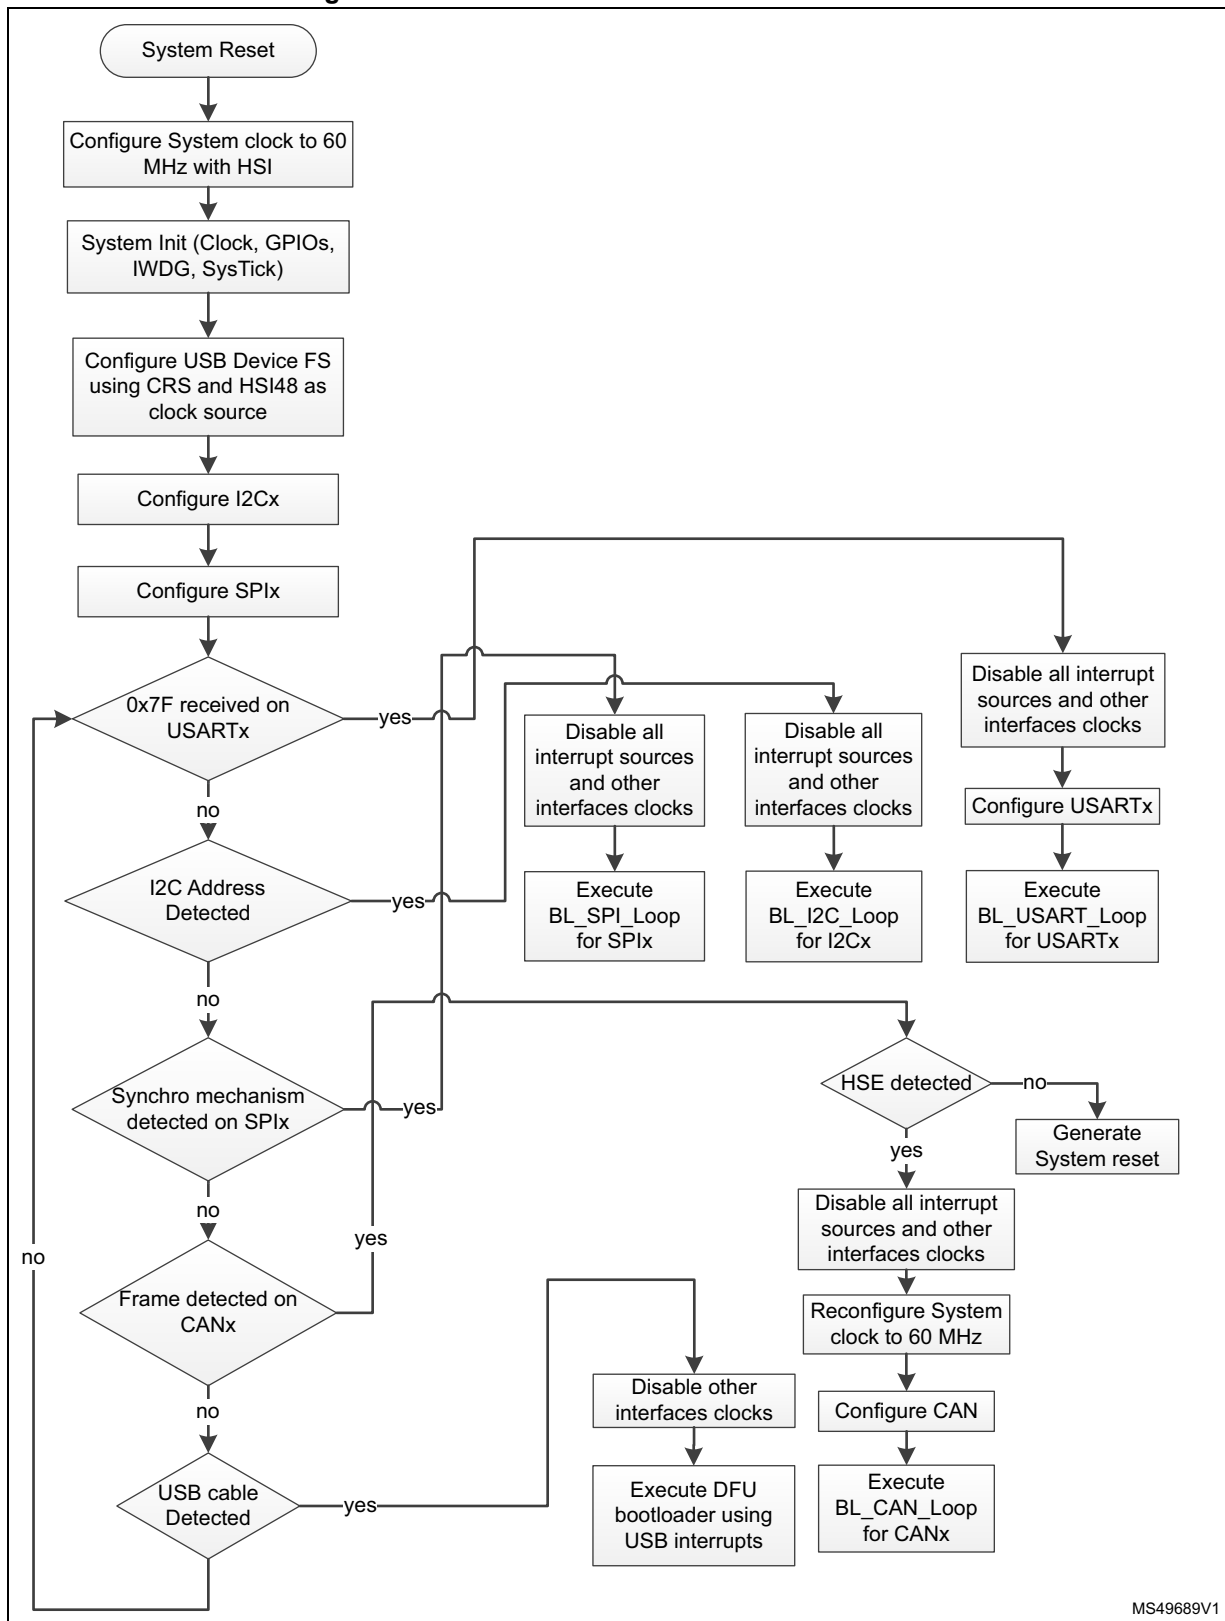 System Reset
Configure System clock to 60
MHz with HSI
System Init (Clock, GPIOs,
IWDG, SysTick)
Configure USB Device FS
using CRS and HSI48 as
clock source
Configure I2Cx
Configure SPIx
0x7F received on
USARTx
yes
no
Disable all interrupt
sources and other
interfaces clocks
Configure USARTx
Execute
BL_USART_Loop
for USARTx
I2C Address
Detected
yes
no
Disable all
interrupt sources
and other
interfaces clocks
Execute
BL_I2C_Loop
for I2Cx
Synchro mechanism
detected on SPIx
yes
no
Disable all
interrupt sources
and other
interfaces clocks
Execute
BL_SPI_Loop
for SPIx
Frame detected on
CANx
yes
no
HSE detected
no
Generate
System reset
yes
Disable all interrupt
sources and other
interfaces clocks
Reconfigure System
clock to 60 MHz
Configure CAN
Execute
BL_CAN_Loop
for CANx
USB cable
Detected
yes
no
Disable other
interfaces clocks
Execute DFU
bootloader using
USB interrupts
MS49689V1